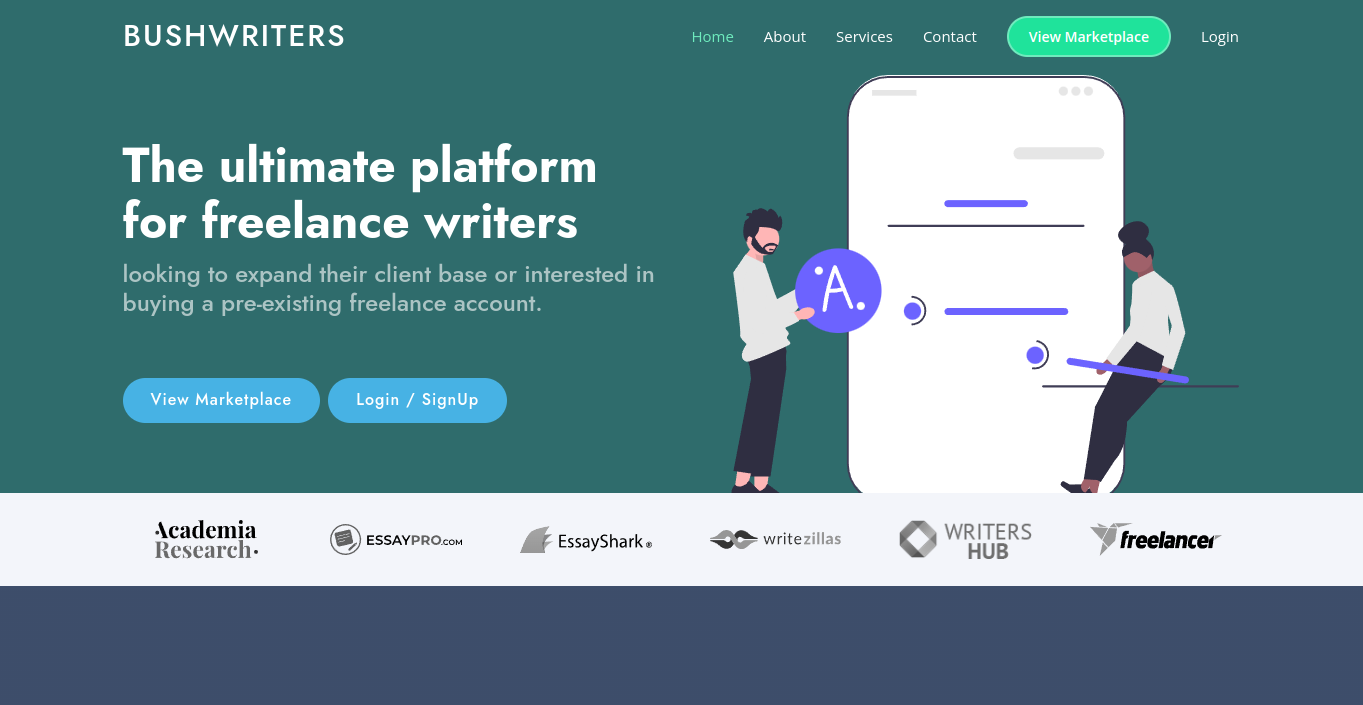 BUSHWRITERS
Home About Services Contact View Marketplace Login
The ultimate platform
for freelance writers
looking to expand their client base or interested in
buying a pre-existing freelance account.
A
View Marketplace Login / SignUp
Academia
Research
ESSAYPRO.COM
EssayShark®
writezillas
WRITERS
HUB
freelancer